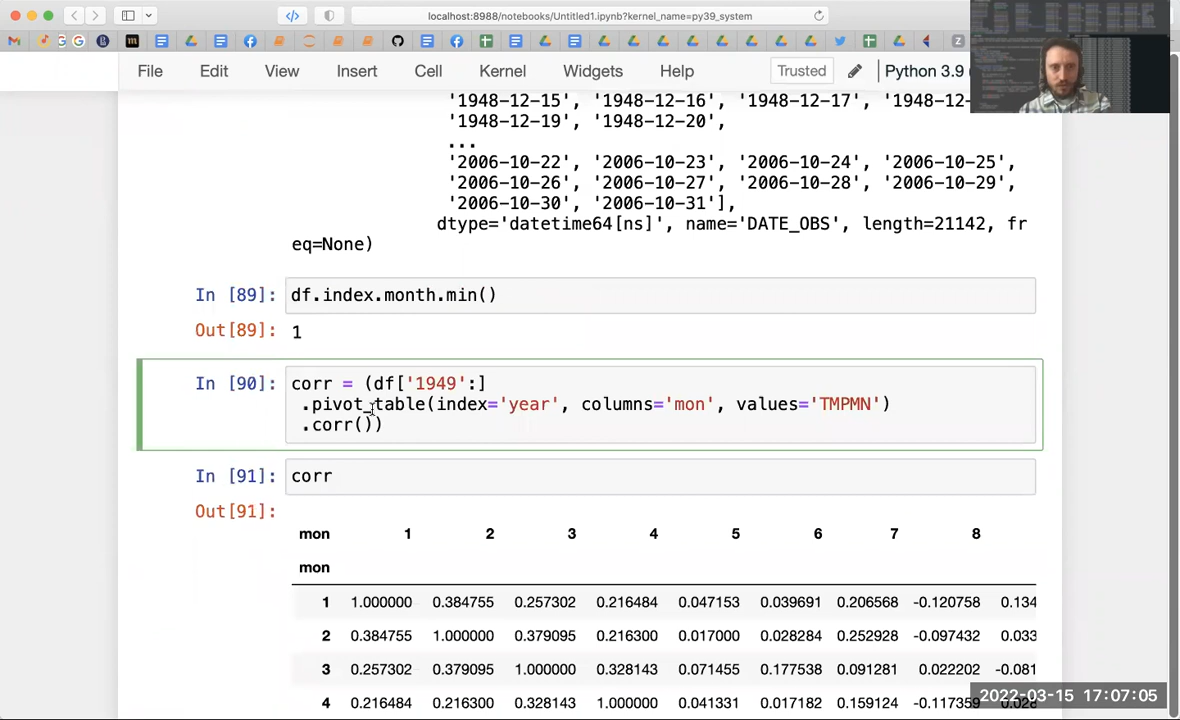 localhost:8988/notebooks/Untitled1.ipynb?kernel_name=py39_system
File Edit View Insert Cell Kernel Widgets Help Trusted Python 3.9
'1948-12-15', '1948-12-16', '1948-12-17',
'1948-12-19', '1948-12-20',
...
'2006-10-22', '2006-10-23', '2006-10-24', '2006-10-25',
'2006-10-26', '2006-10-27', '2006-10-28', '2006-10-29',
'2006-10-30', '2006-10-31'],
dtype='datetime64[ns]', name='DATE_OBS', length=21142, fr
eq=None)
In [89]: df.index.month.min()
Out[89]: 1
In [90]: corr = (df['1949':]
.pivot_table(index='year', columns='mon', values='TMPMN')
.corr())
In [91]: corr
Out[91]:
mon 1 2 3 4 5 6 7 8
mon
1 1.000000 0.384755 0.257302 0.216484 0.047153 0.039691 0.206568 -0.120758 0.134
2 0.384755 1.000000 0.379095 0.216300 0.017000 0.028284 0.252928 -0.097432 0.033
3 0.257302 0.379095 1.000000 0.328143 0.071455 0.177538 0.091281 0.022202 -0.081
4 0.216484 0.216300 0.328143 1.000000 0.041331 0.017182 0.159124 -0.117359
2022-03-15 17:07:05